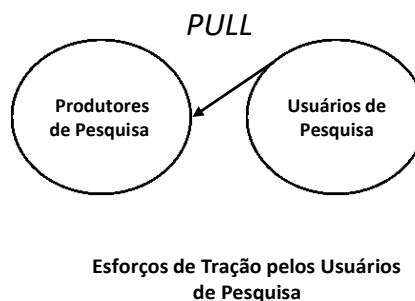 PULL
Produtores
de Pesquisa
Usuários de
Pesquisa
Esforços de Tração pelos Usuários
de Pesquisa